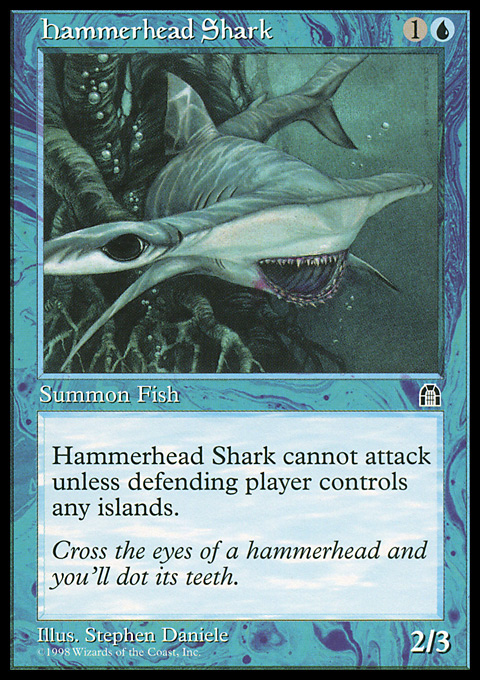 Hammerhead Shark 1
Summon Fish
Hammerhead Shark cannot attack
unless defending player controls
any islands.
Cross the eyes of a hammerhead and
you'll dot its teeth.
Illus. Stephen Daniele
©1998 Wizards of the Coast, Inc.
2/3